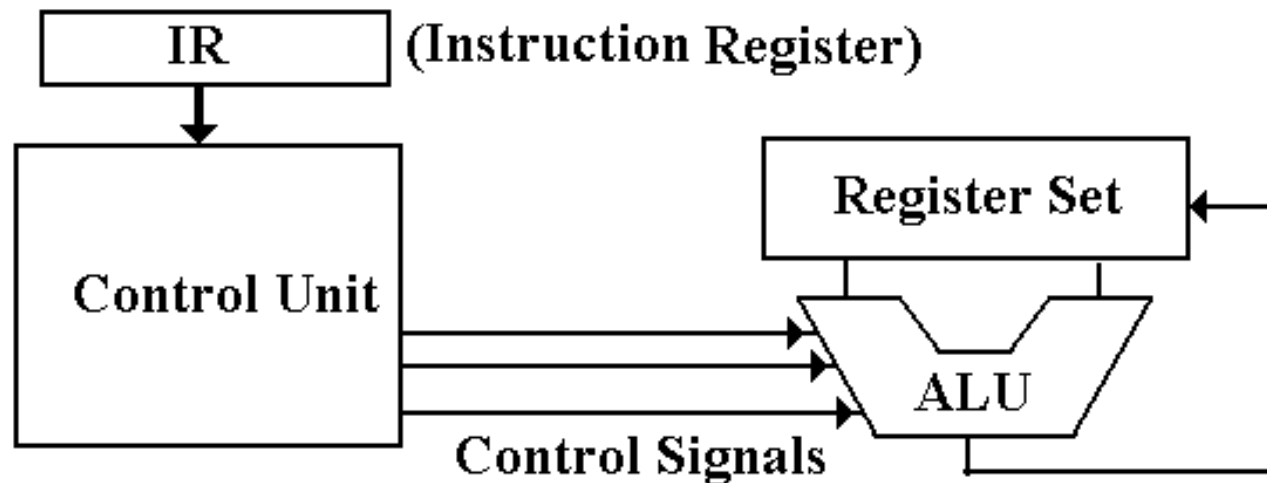 IR
(Instruction Register)
Register Set
Control Unit
ALU
Control Signals